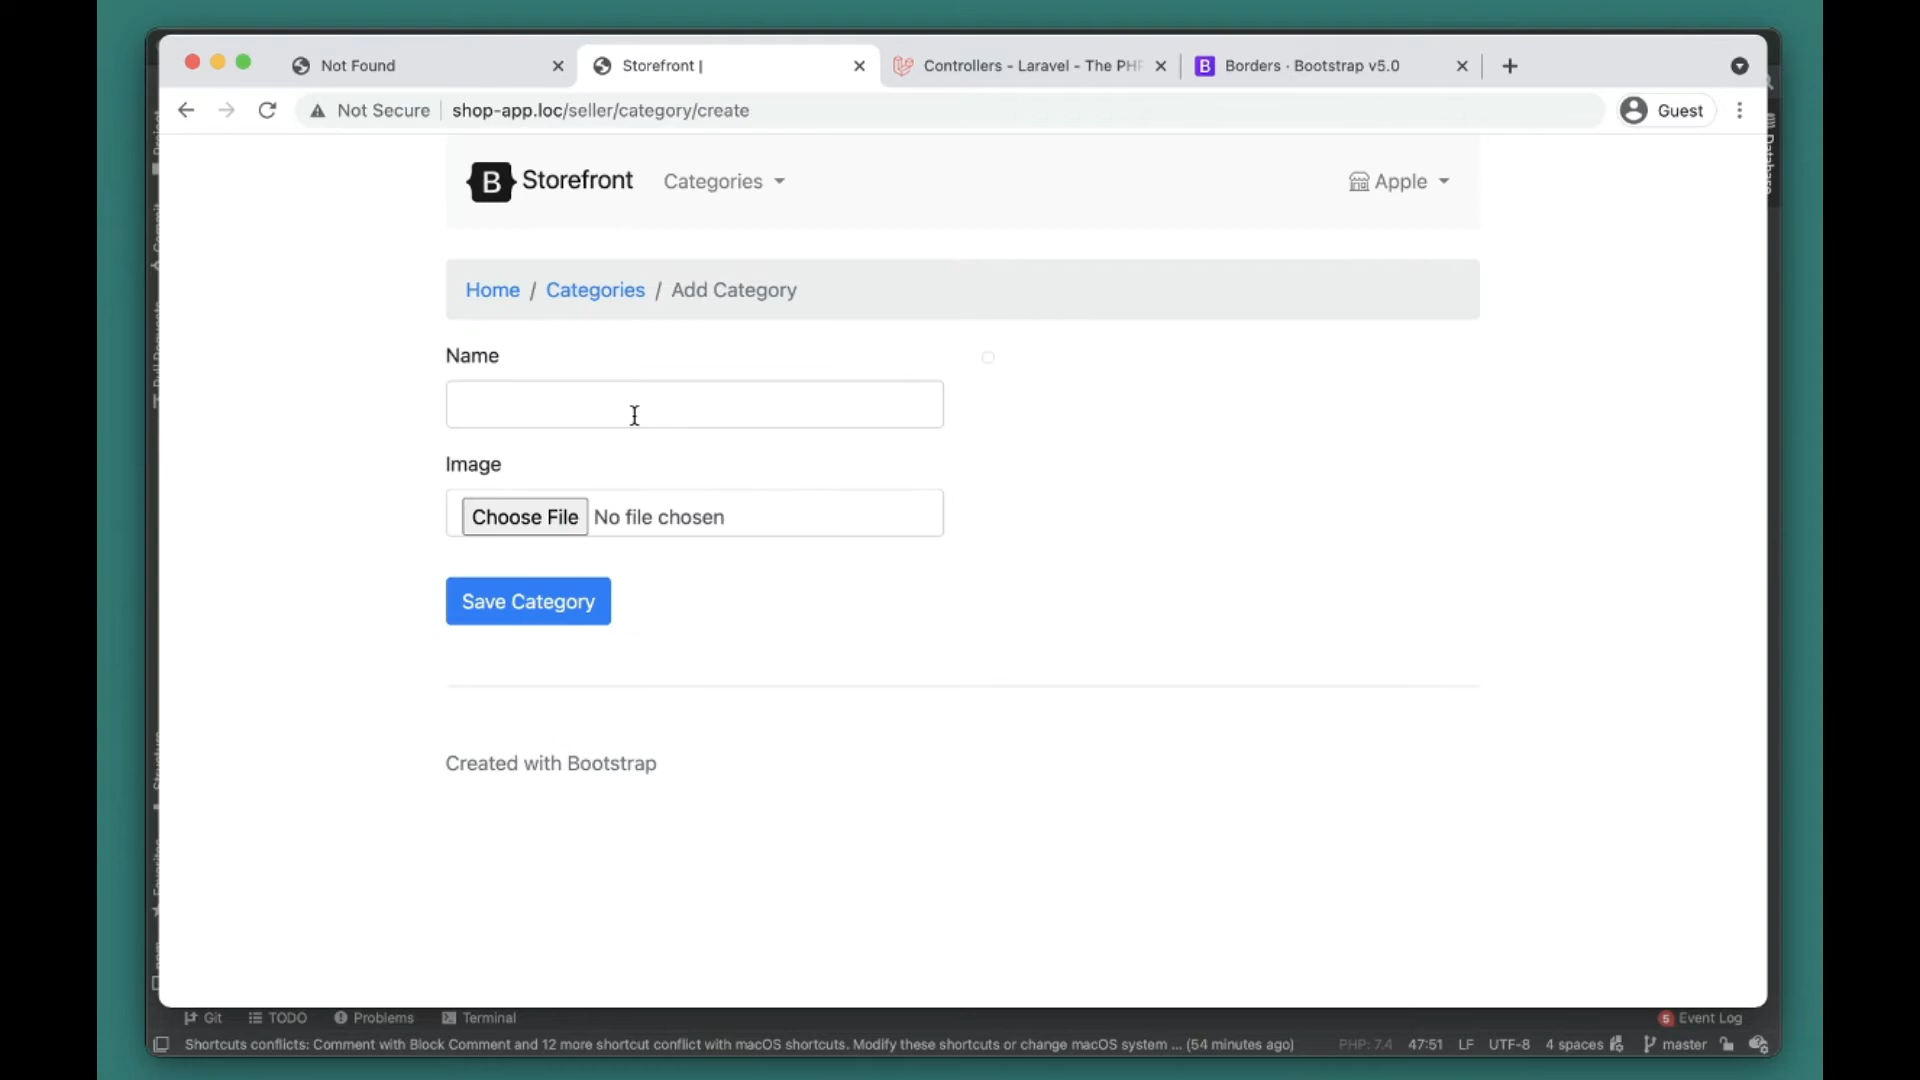 Not Found
Storefront |
Controllers - Laravel - The PHP
Borders · Bootstrap v5.0
Not Secure
shop-app.loc/seller/category/create
Guest
B Storefront
Categories
Apple
Home / Categories / Add Category
Name
Image
Choose File No file chosen
Save Category
Created with Bootstrap
Database
Git
TODO
Problems
Terminal
5 Event Log
Shortcuts conflicts: Comment with Block Comment and 12 more shortcut conflict with macOS shortcuts. Modify these shortcuts or change macOS system ... (54 minutes ago)
PHP: 7.4
47:51
LF
UTF-8
4 spaces
master